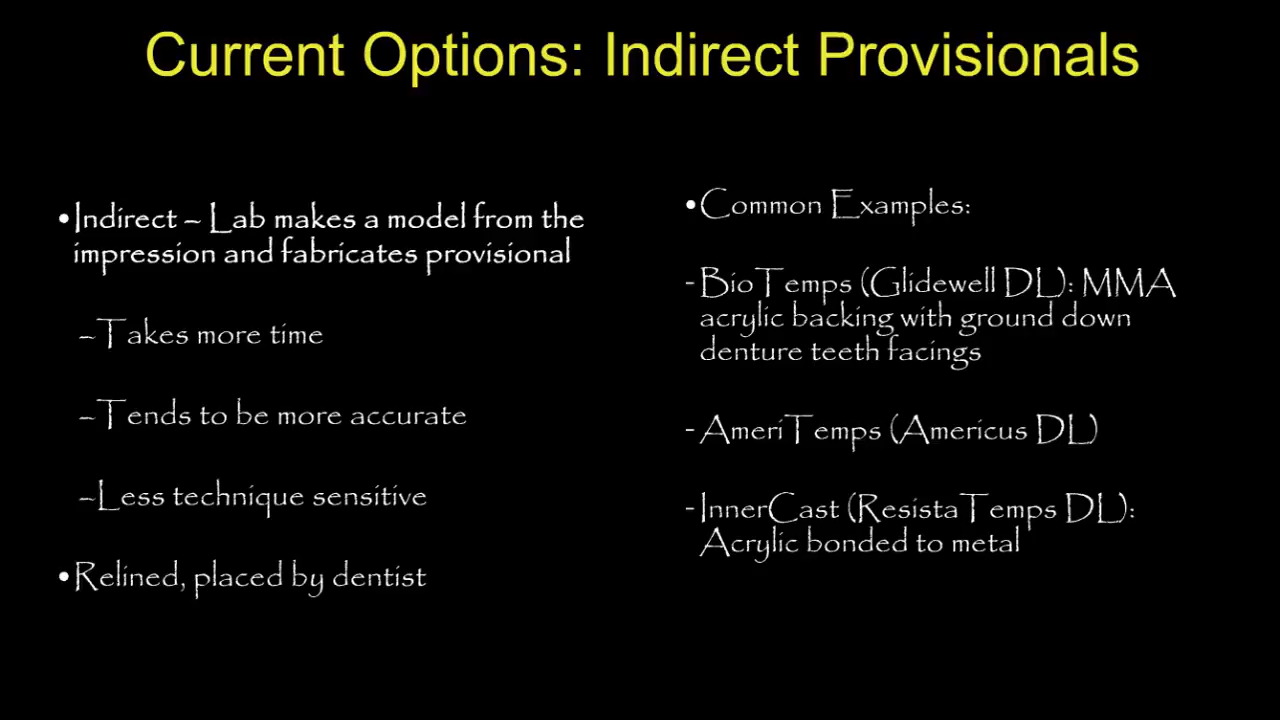 Current Options: Indirect Provisionals
•Indirect – Lab makes a model from the
impression and fabricates provisional
–Takes more time
–Tends to be more accurate
–Less technique sensitive
•Relined, placed by dentist
•Common Examples:
-BioTemps (Glidewell DL): MMA
acrylic backing with ground down
denture teeth facings
-AmeriTemps (Americus DL)
-InnerCast (ResistaTemps DL):
Acrylic bonded to metal